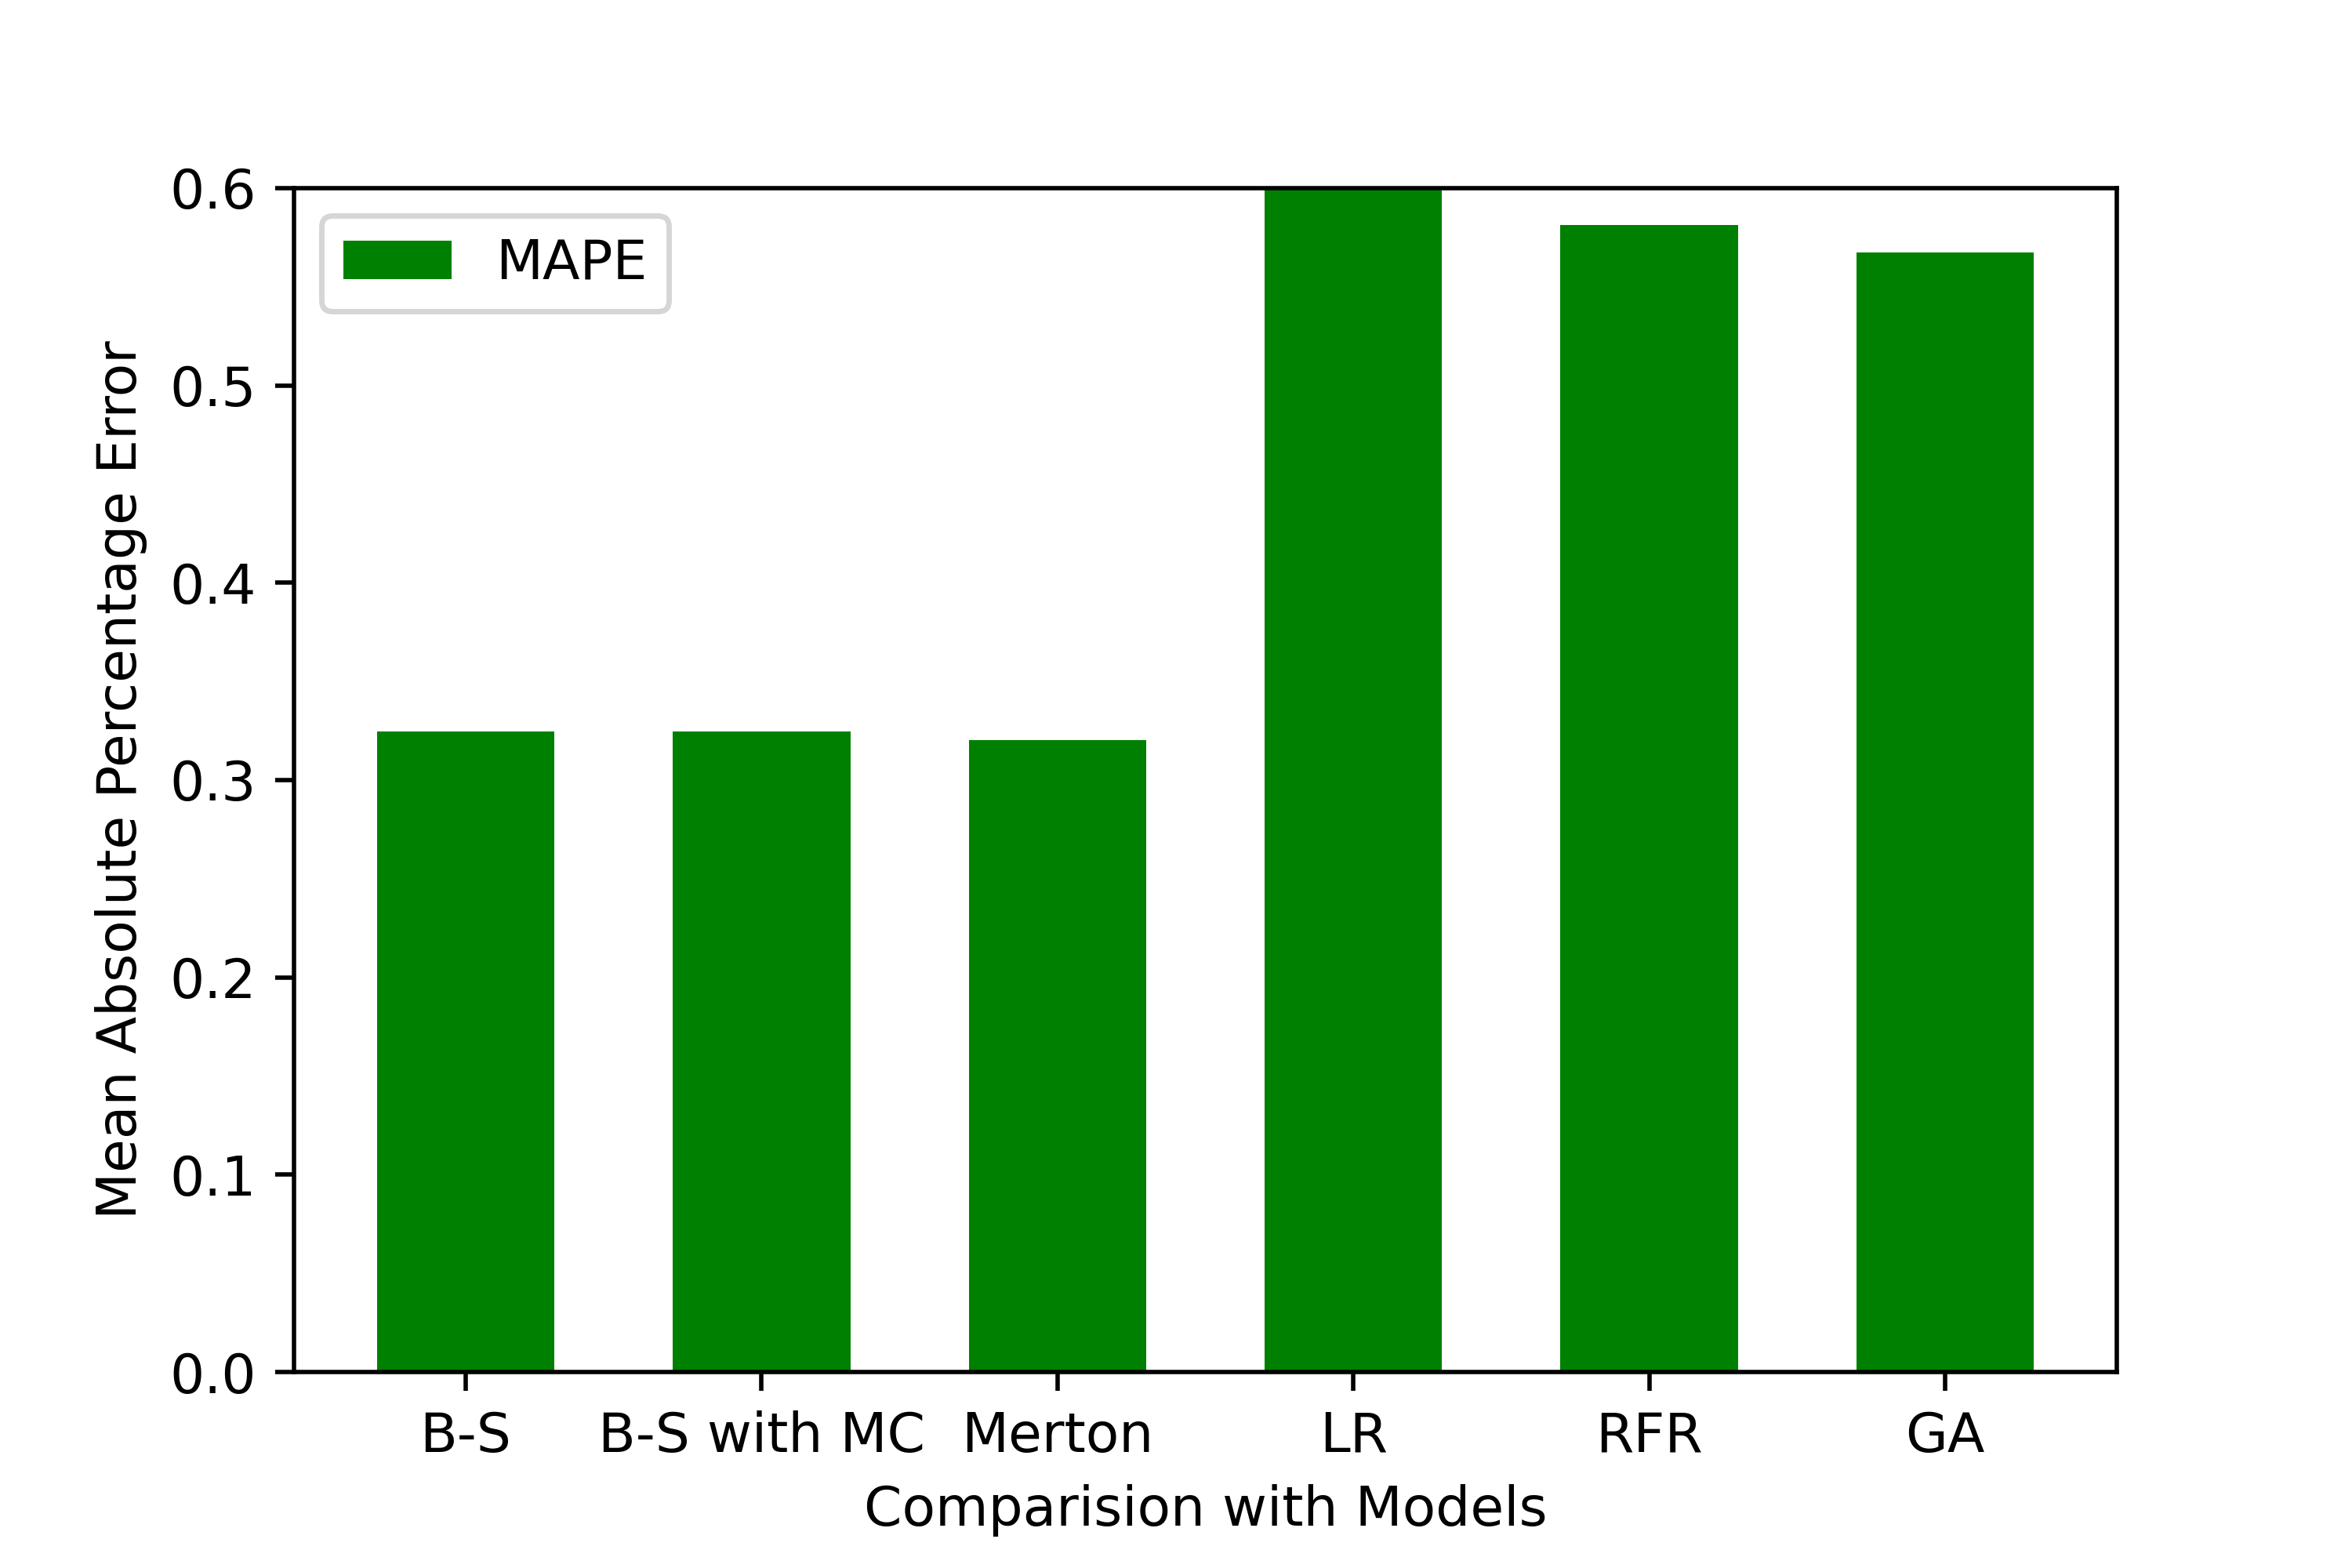 MAPE
Mean Absolute Percentage Error
0.6
0.5
0.4
0.3
0.2
0.1
0.0
B-S B-S with MC Merton LR RFR GA
Comparision with Models